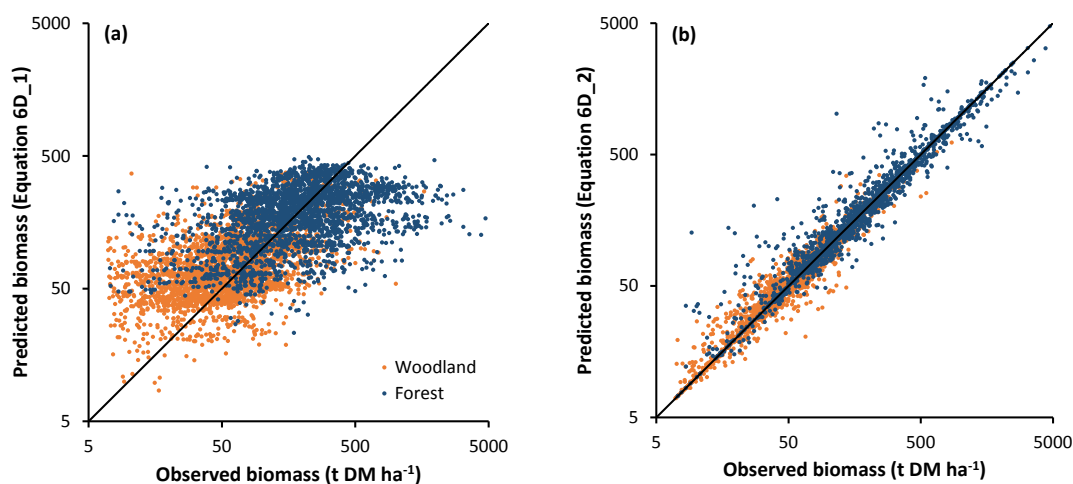 (a)
Predicted biomass (Equation 6D_1)
5000
500
50
5
Woodland
Forest
5 50 500 5000
Observed biomass (t DM ha⁻¹)
(b)
Predicted biomass (Equation 6D_2)
5000
500
50
5
5 50 500 5000
Observed biomass (t DM ha⁻¹)